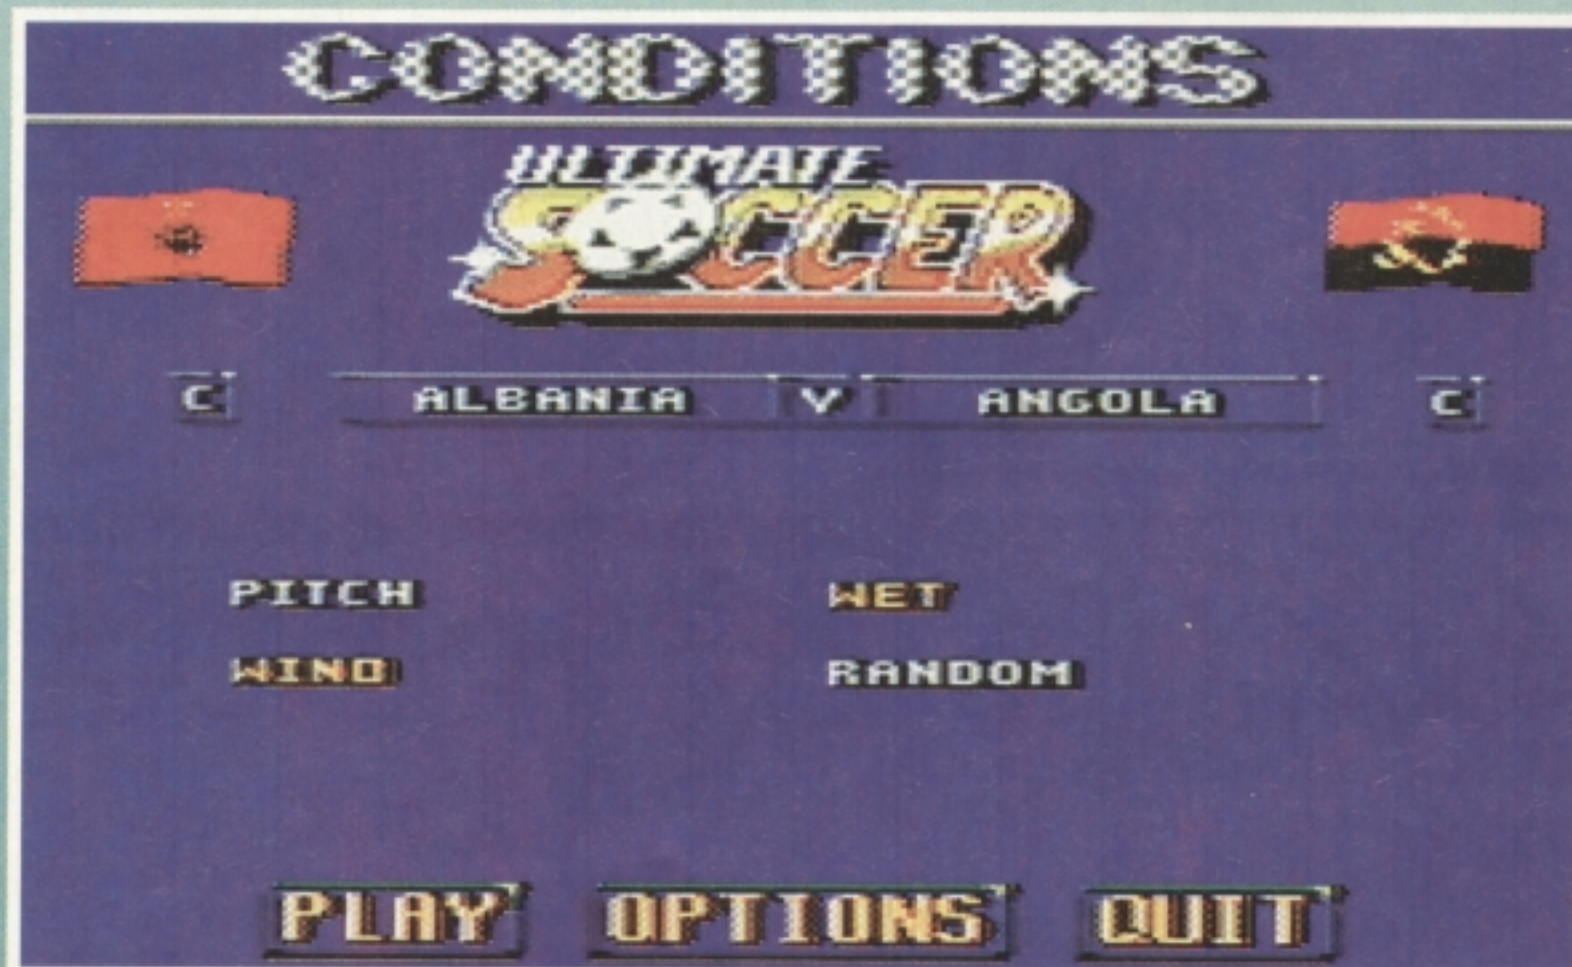 CONDITIONS
ULTIMATE
SOCCER
C ALBANIA V ANGOLA C
PITCH WET
WIND RANDOM
PLAY OPTIONS QUIT